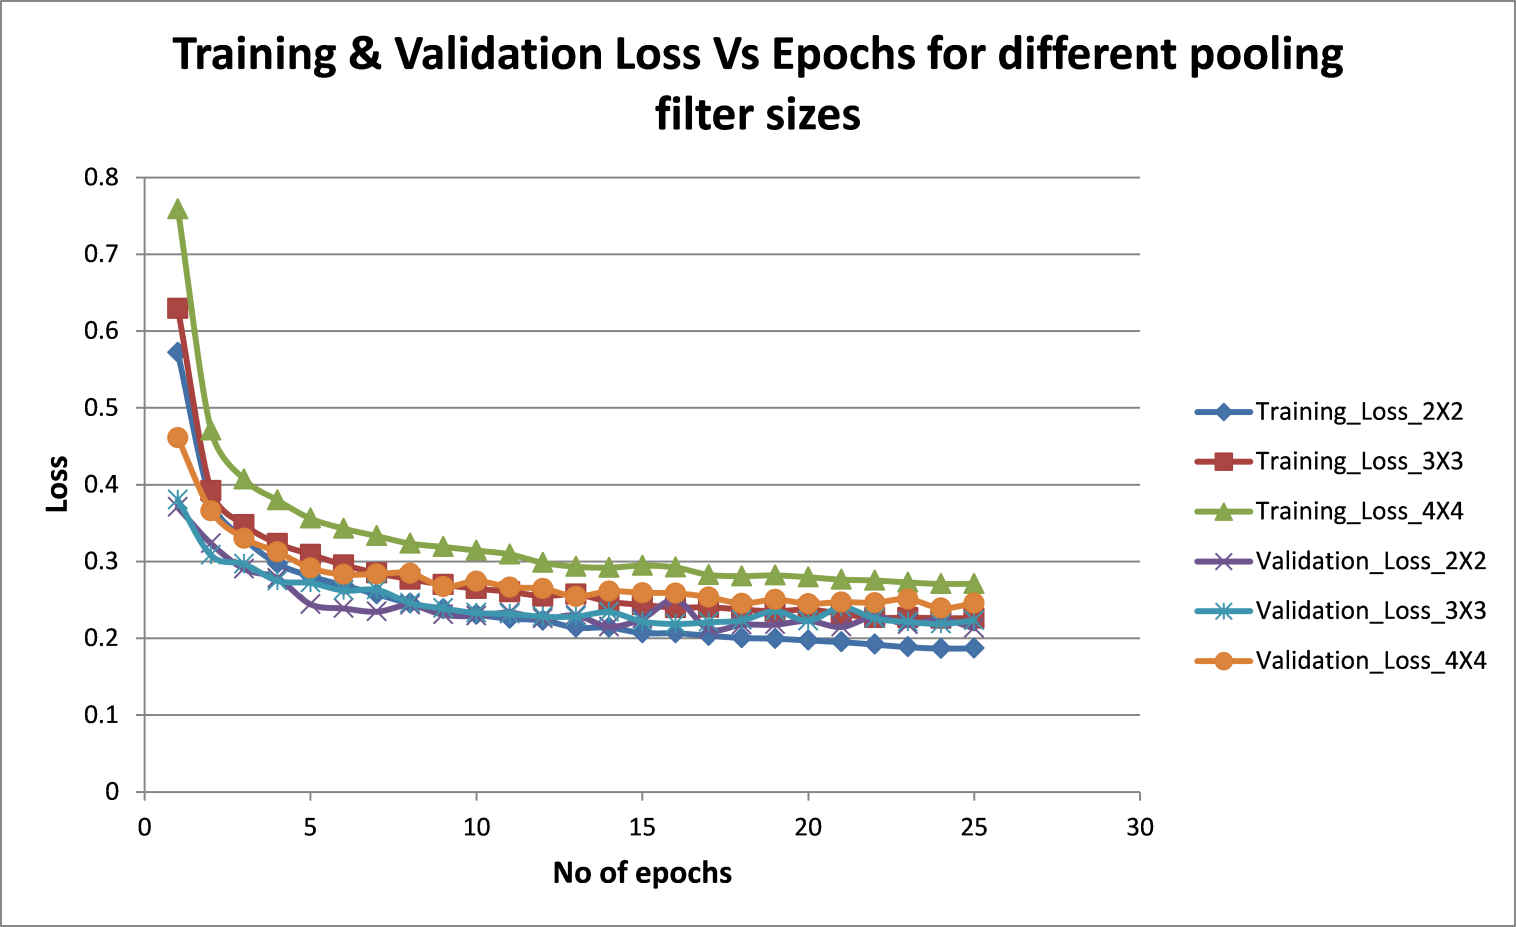 Training & Validation Loss Vs Epochs for different pooling
filter sizes
0.8
0.7
0.6
0.5
0.4
0.3
0.2
0.1
0
Loss
0 5 10 15 20 25 30
No of epochs
Training_Loss_2X2
Training_Loss_3X3
Training_Loss_4X4
Validation_Loss_2X2
Validation_Loss_3X3
Validation_Loss_4X4